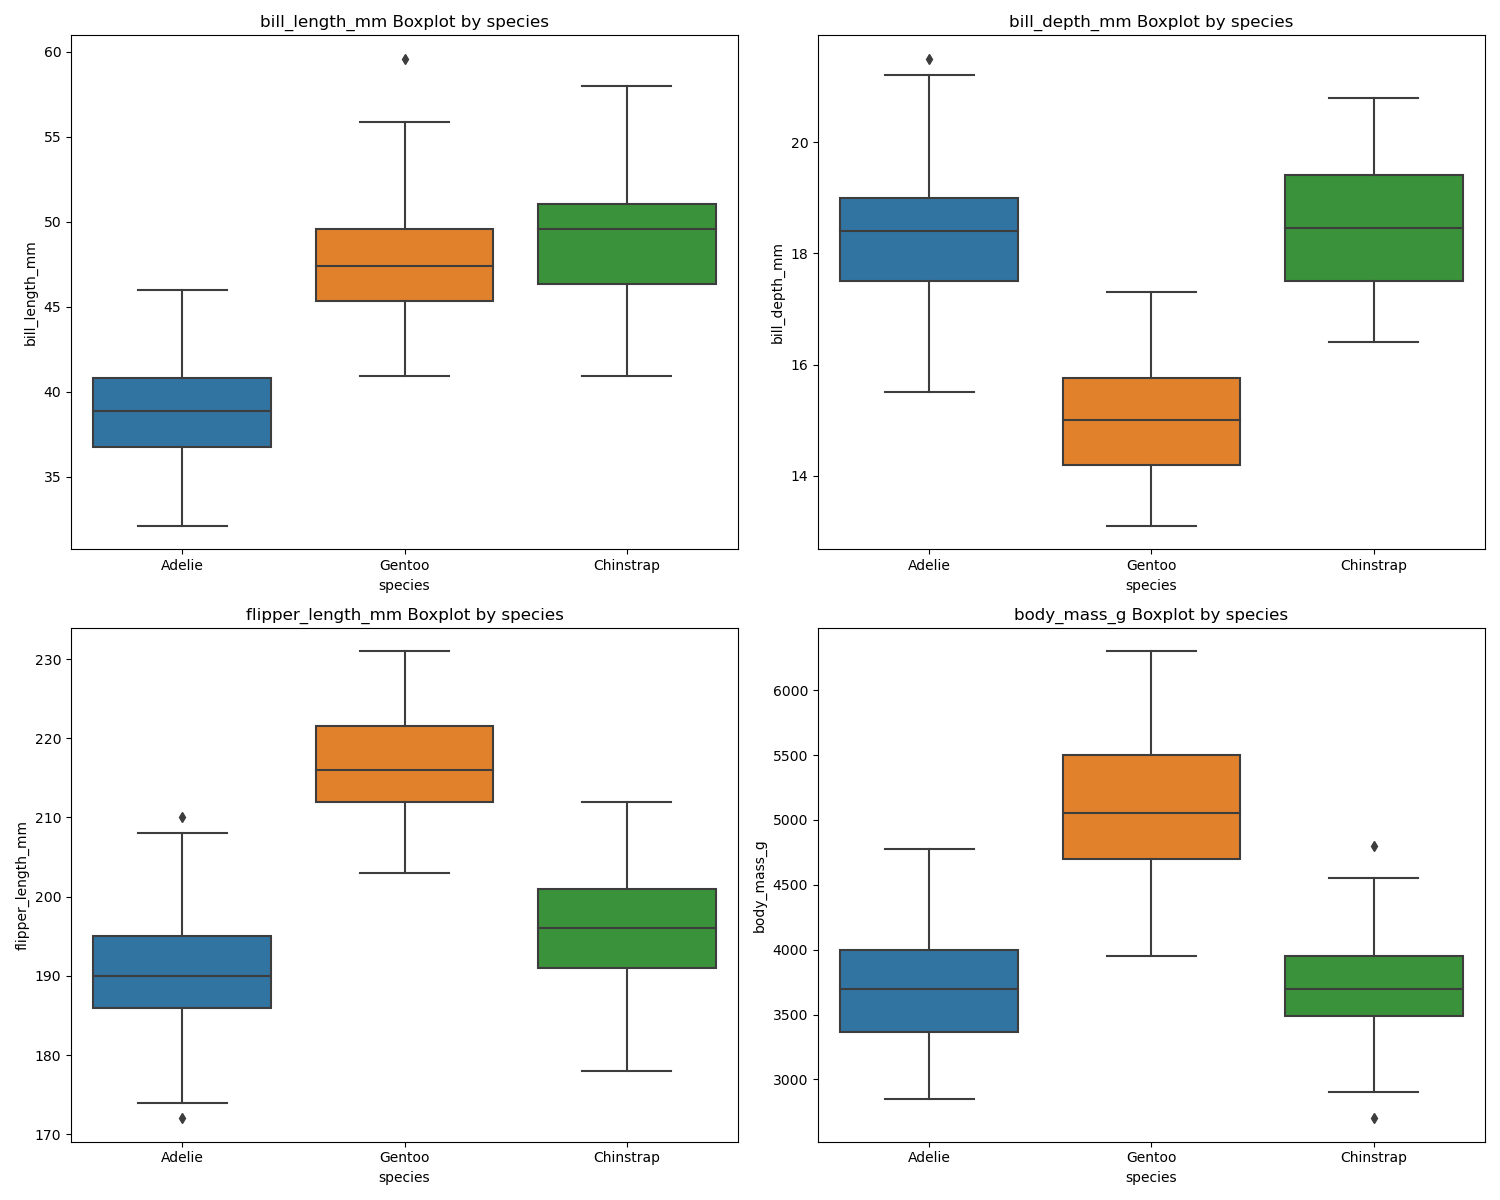 bill_length_mm Boxplot by species
60
55
50
45
40
35
bill_length_mm
Adelie Gentoo Chinstrap
species
bill_depth_mm Boxplot by species
20
18
16
14
bill_depth_mm
Adelie Gentoo Chinstrap
species
flipper_length_mm Boxplot by species
230
220
210
200
190
180
170
flipper_length_mm
Adelie Gentoo Chinstrap
species
body_mass_g Boxplot by species
6000
5500
5000
4500
4000
3500
3000
body_mass_g
Adelie Gentoo Chinstrap
species